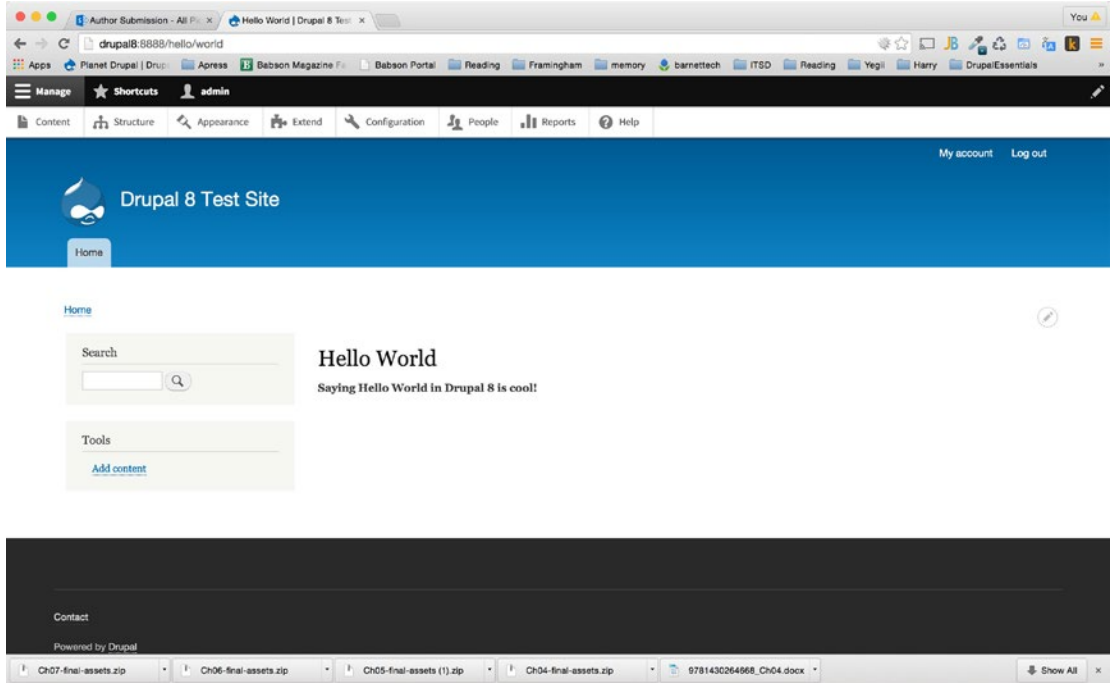 Author Submission - All Pi
Hello World | Drupal 8 Test
You
drupal8:8888/hello/world
JB
k
Apps
Planet Drupal | Drup
Apress
B
Babson Magazine F
Babson Portal
Reading
Framingham
memory
barnettech
ITSD
Reading
Yegii
Harry
DrupalEssentials
»
Manage
Shortcuts
admin
Content
Structure
Appearance
Extend
Configuration
People
Reports
Help
My account
Log out
Drupal 8 Test Site
Home
Home
Search
Hello World
Saying Hello World in Drupal 8 is cool!
Tools
Add content
Contact
Powered by Drupal
Ch07-final-assets.zip
Ch06-final-assets.zip
Ch05-final-assets (1).zip
Ch04-final-assets.zip
9781430264668_Ch04.docx
Show All